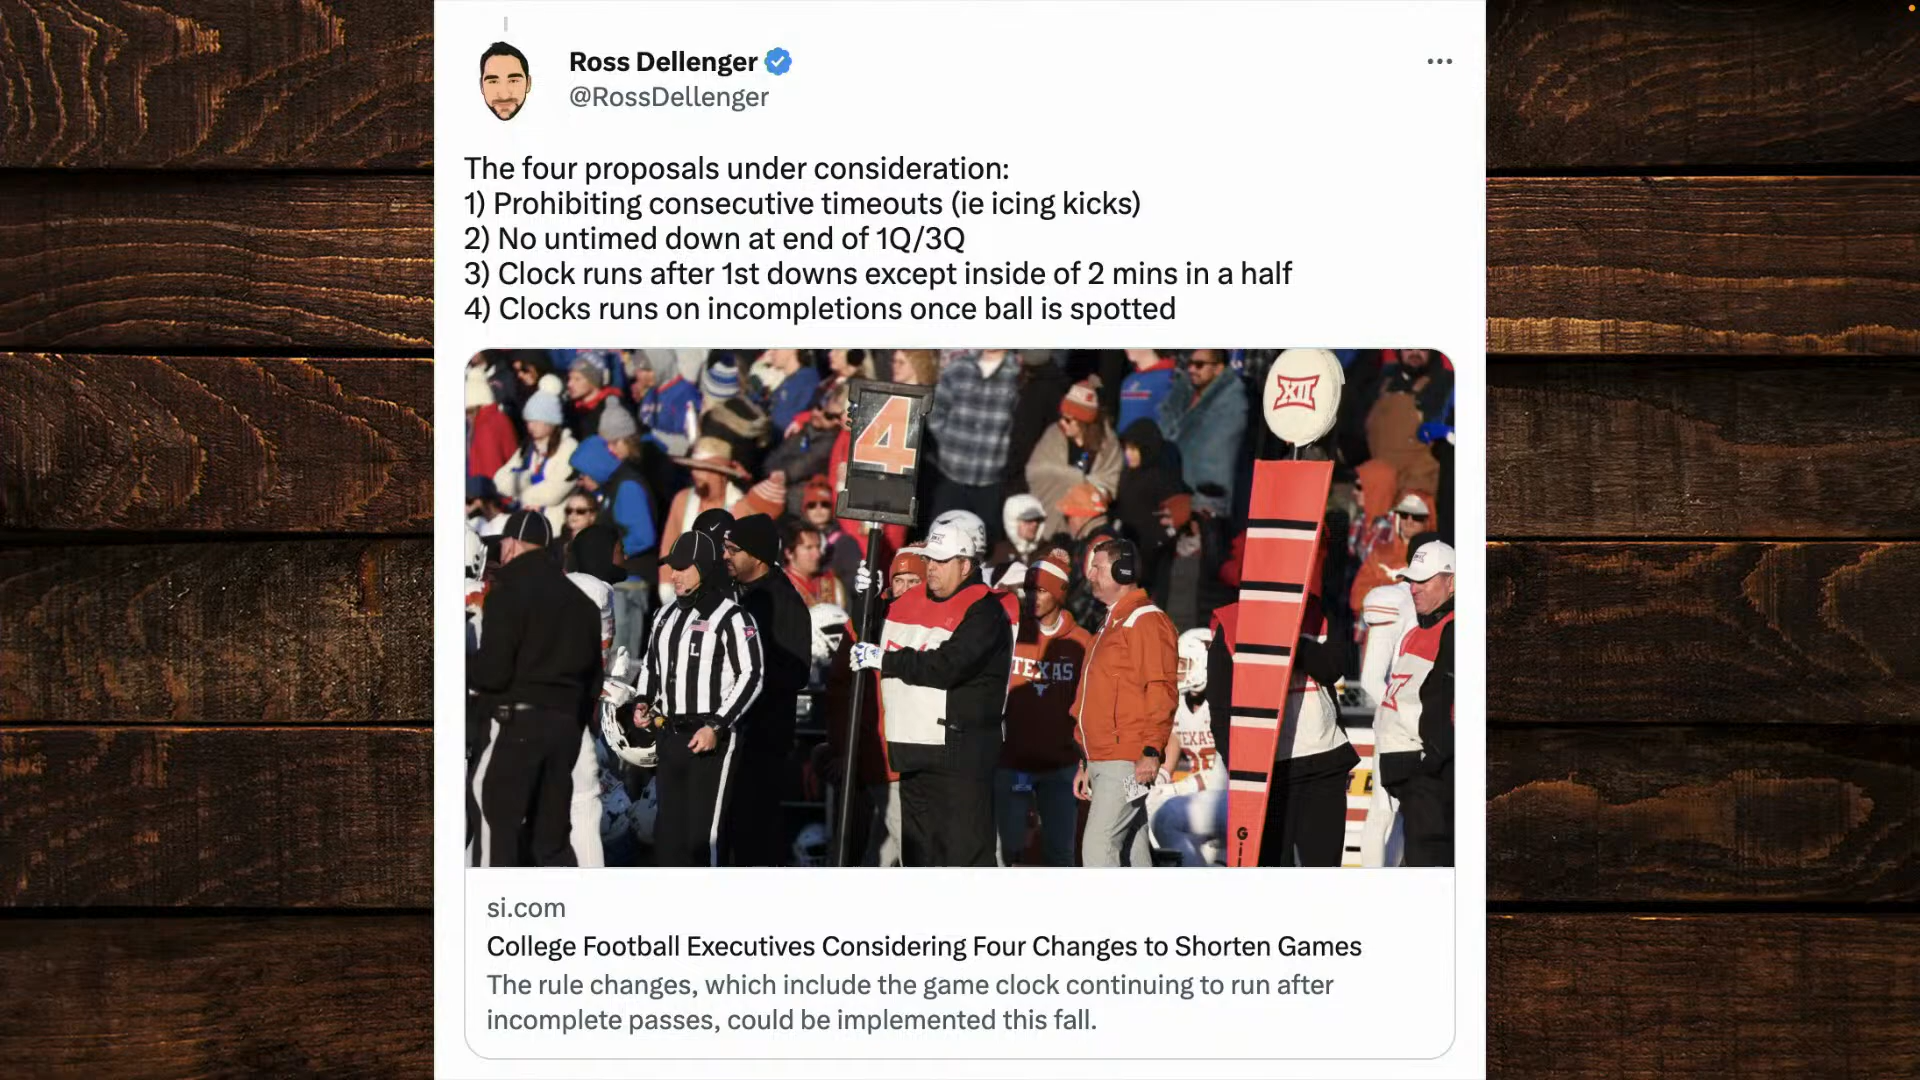 Ross Dellenger
@RossDellenger
The four proposals under consideration:
1) Prohibiting consecutive timeouts (ie icing kicks)
2) No untimed down at end of 1Q/3Q
3) Clock runs after 1st downs except inside of 2 mins in a half
4) Clocks runs on incompletions once ball is spotted
4
XII
L
TEXAS
TEXAS
si.com
College Football Executives Considering Four Changes to Shorten Games
The rule changes, which include the game clock continuing to run after
incomplete passes, could be implemented this fall.